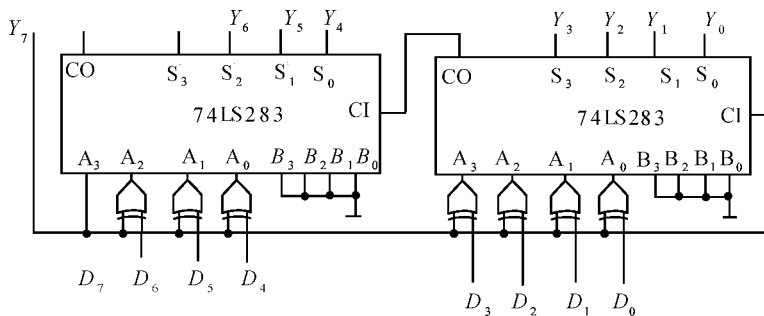 Y7 Y6 Y5 Y4 Y3 Y2 Y1 Y0
CO S3 S2 S1 S0 CO S3 S2 S1 S0
74LS283 CI 74LS283 CI
A3 A2 A1 A0 B3 B2 B1 B0 A3 A2 A1 A0 B3 B2 B1 B0
D7 D6 D5 D4 D3 D2 D1 D0